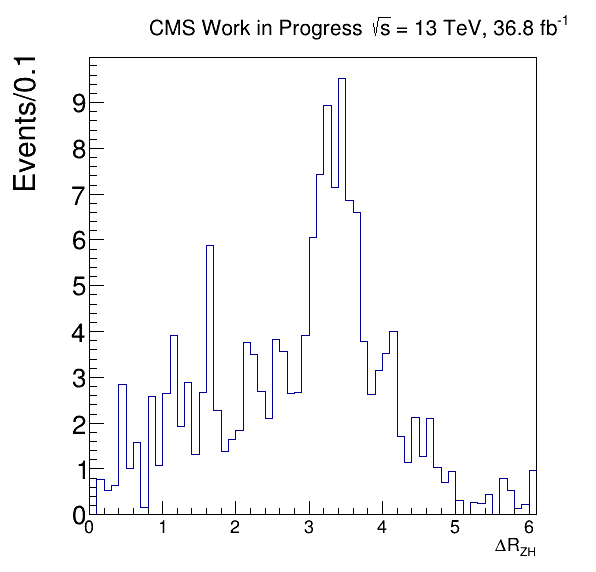 CMS Work in Progress √s = 13 TeV, 36.8 fb⁻¹
Events/0.1
9
8
7
6
5
4
3
2
1
0
0 1 2 3 4 5 6
ΔR_ZH